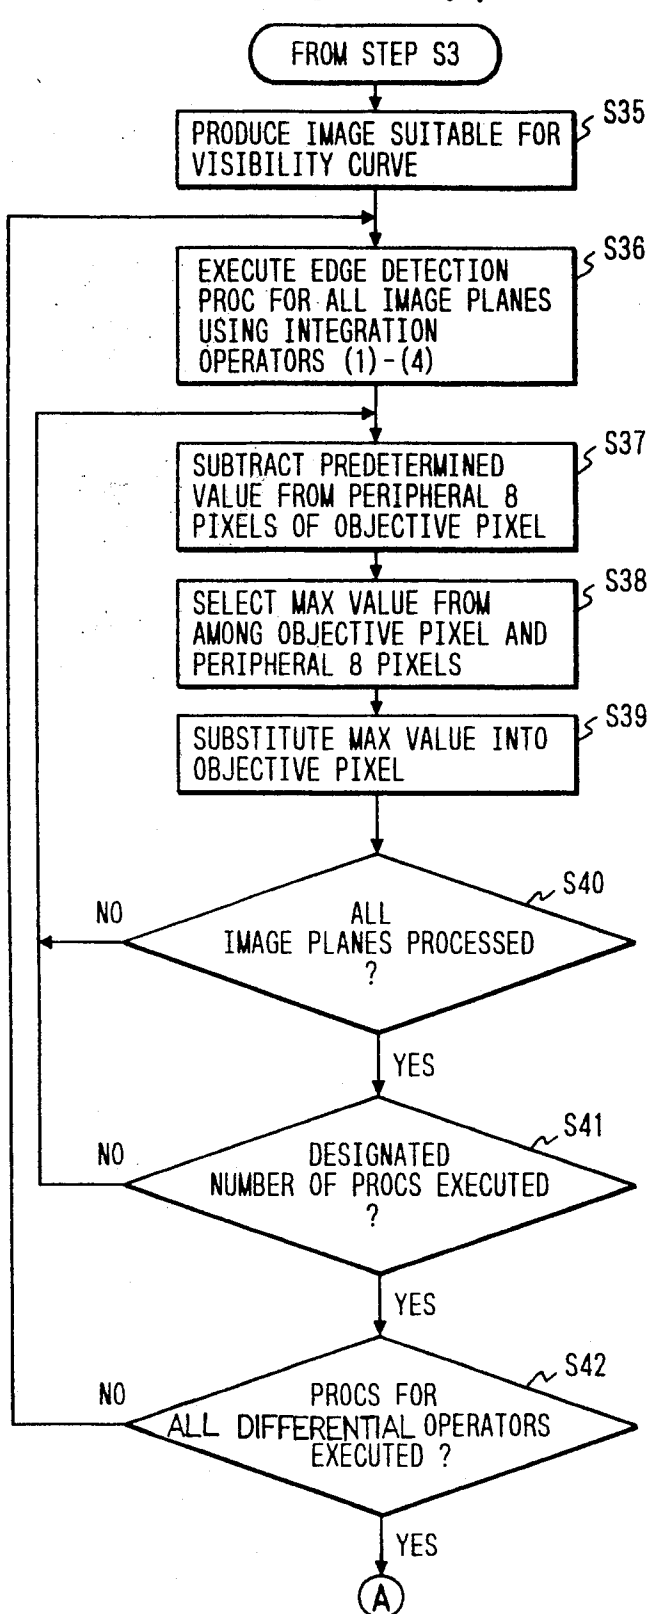 FROM STEP S3
S35
PRODUCE IMAGE SUITABLE FOR
VISIBILITY CURVE
S36
EXECUTE EDGE DETECTION
PROC FOR ALL IMAGE PLANES
USING INTEGRATION
OPERATORS (1)-(4)
S37
SUBTRACT PREDETERMINED
VALUE FROM PERIPHERAL 8
PIXELS OF OBJECTIVE PIXEL
S38
SELECT MAX VALUE FROM
AMONG OBJECTIVE PIXEL AND
PERIPHERAL 8 PIXELS
S39
SUBSTITUTE MAX VALUE INTO
OBJECTIVE PIXEL
S40
NO
ALL
IMAGE PLANES PROCESSED
?
YES
S41
NO
DESIGNATED
NUMBER OF PROCS EXECUTED
?
YES
S42
NO
PROCS FOR
ALL DIFFERENTIAL OPERATORS
EXECUTED ?
YES
A